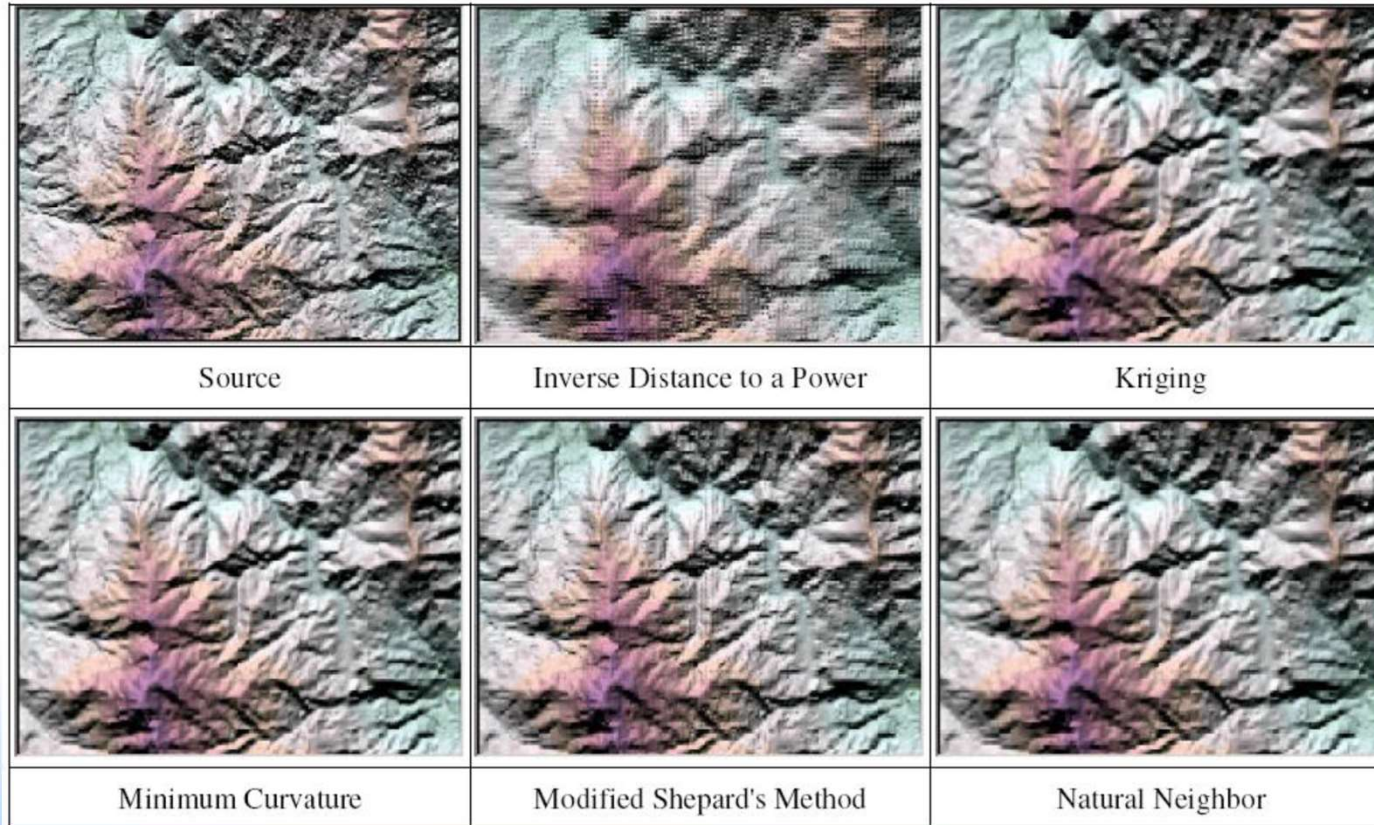 Source
Inverse Distance to a Power
Kriging
Minimum Curvature
Modified Shepard's Method
Natural Neighbor